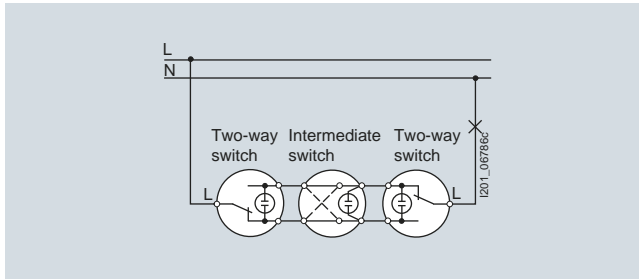 L
N
Two-way switch
Intermediate switch
Two-way switch
L
L
I201_06786c